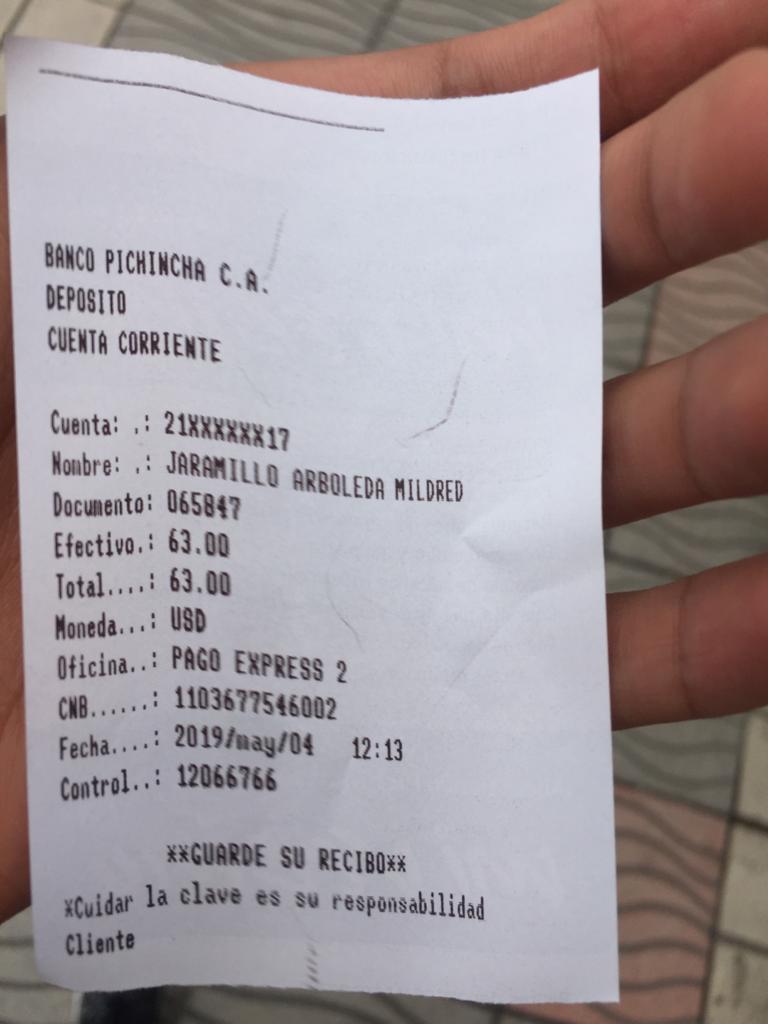 BANCO PICHINCHA C.A.
DEPOSITO
CUENTA CORRIENTE
Cuenta: .: 21XXXXXX17
Nombre: .: JARAMILLO ARBOLEDA MILDRED
Documento: 065847
Efectivo.: 63.00
Total....: 63.00
Moneda...: USD
Oficina..: PAGO EXPRESS 2
CNB......: 1103677546002
Fecha....: 2019/may/04 12:13
Control..: 12066766
**GUARDE SU RECIBO**
*Cuidar la clave es su responsabilidad
Cliente